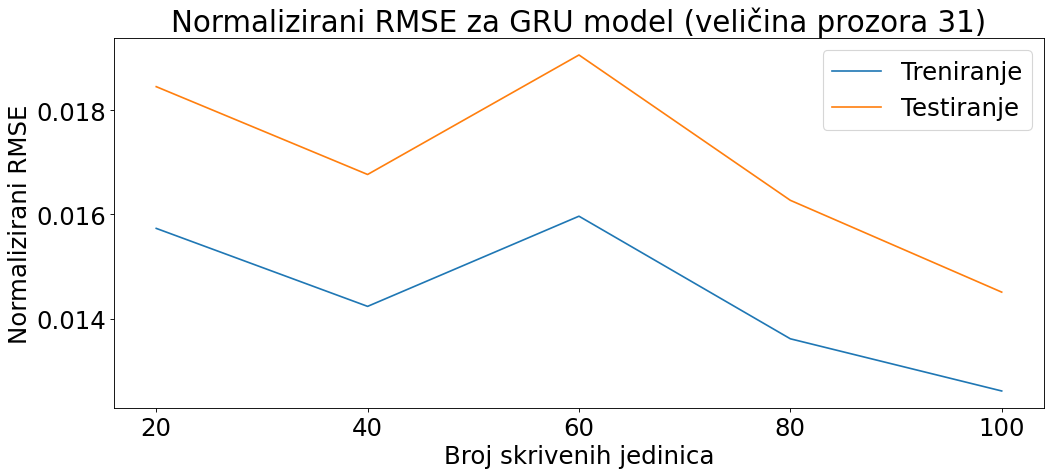 Normalizirani RMSE za GRU model (veličina prozora 31)
Treniranje
Testiranje
Normalizirani RMSE
0.018
0.016
0.014
20 40 60 80 100
Broj skrivenih jedinica